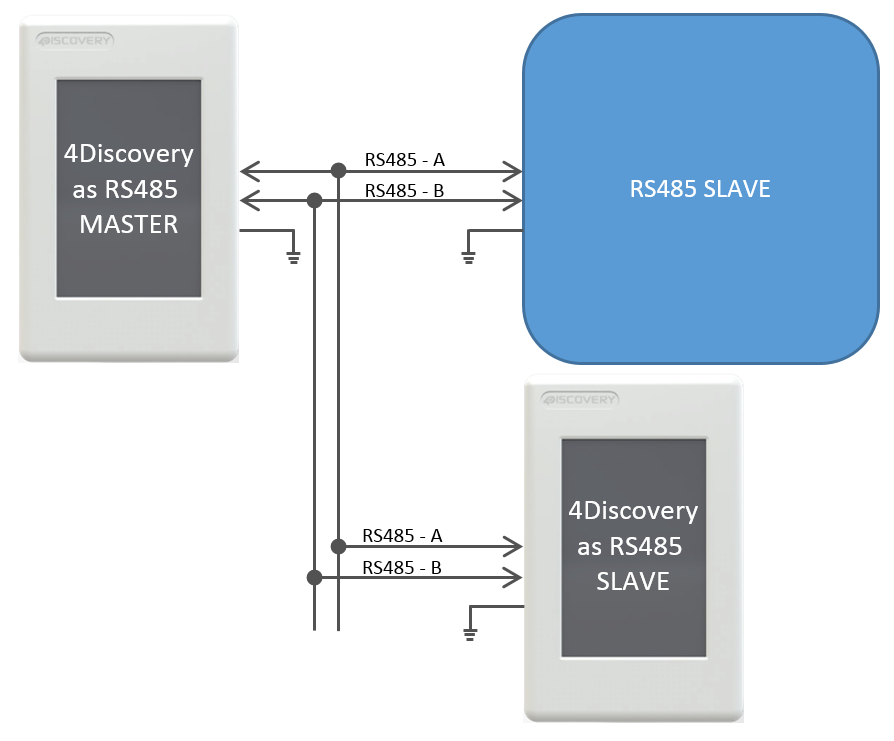 4DISCOVERY
4Discovery
as RS485
MASTER
RS485 - A
RS485 - B
RS485 SLAVE
4DISCOVERY
RS485 - A
RS485 - B
4Discovery
as RS485
SLAVE